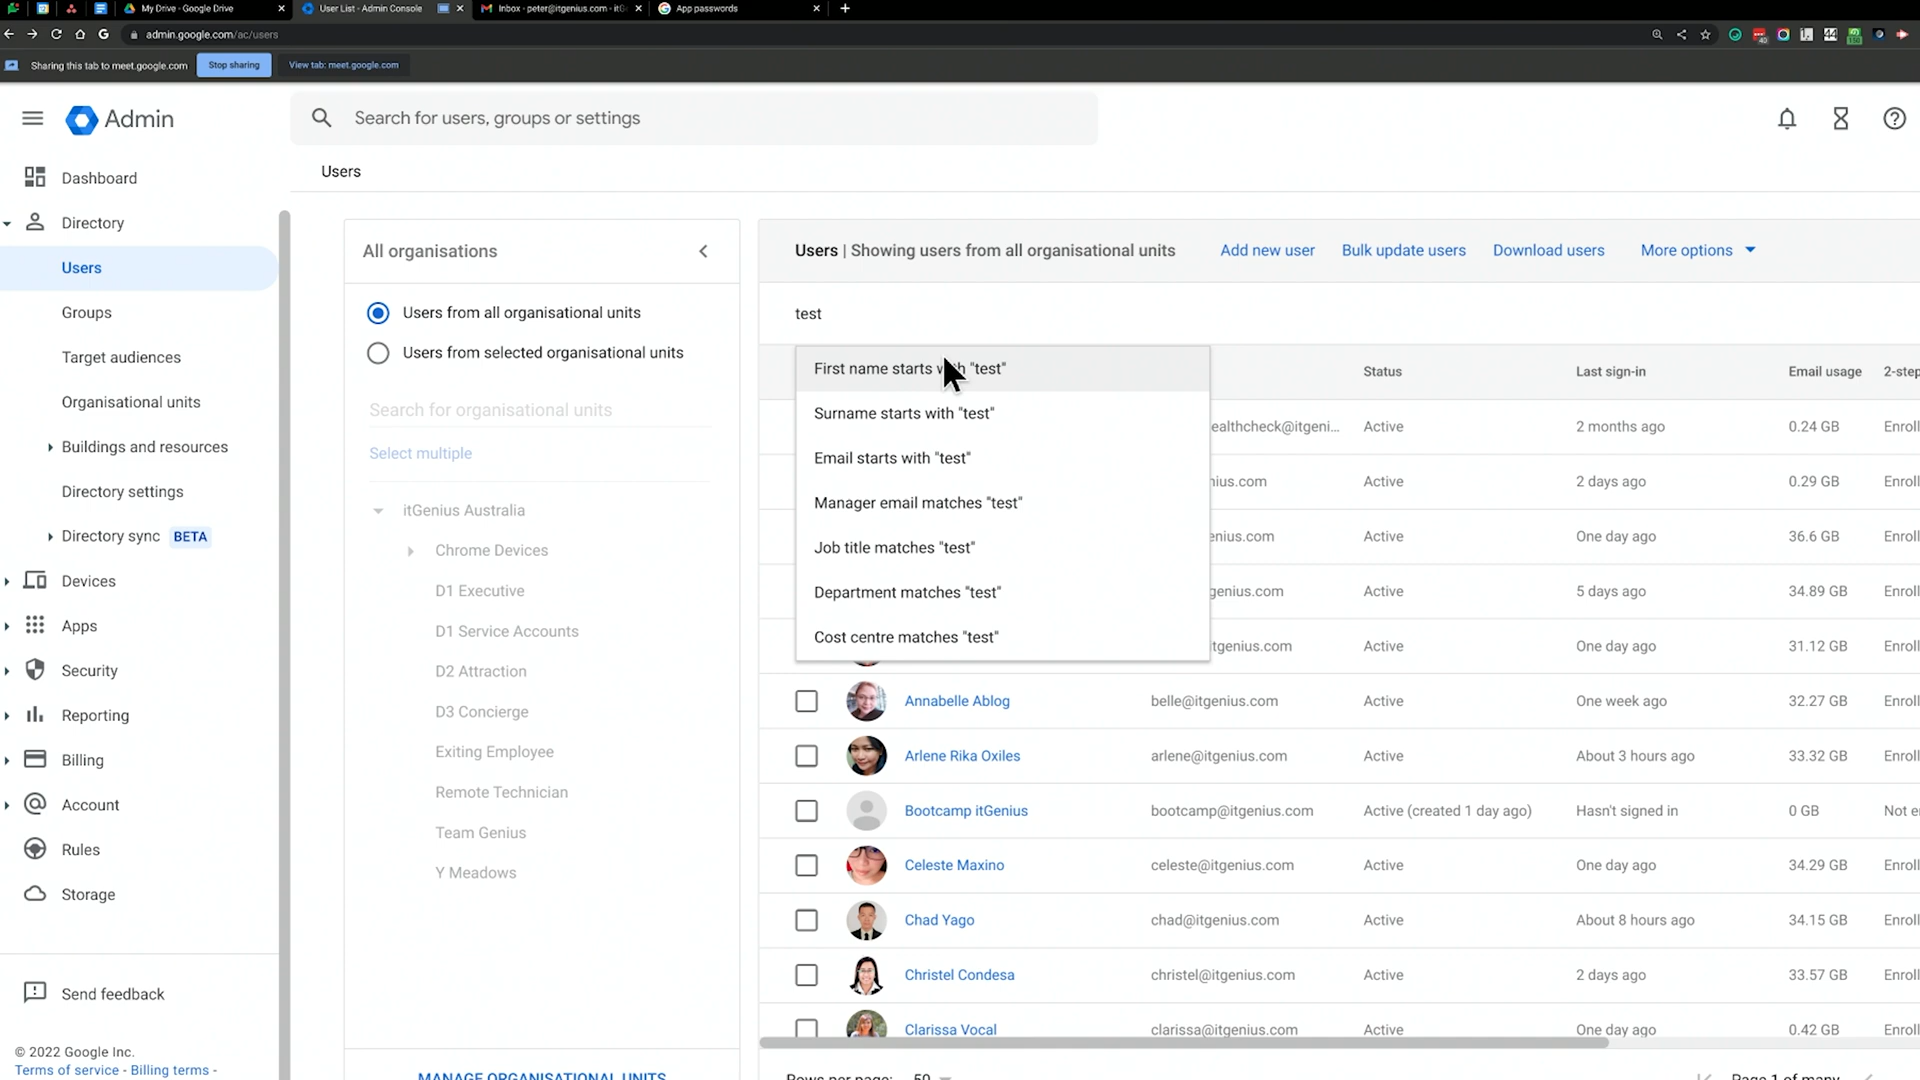 My Drive - Google Drive
User List - Admin Console
Inbox - peter@itgenius.com - itG
App passwords
admin.google.com/ac/users
Sharing this tab to meet.google.com
Stop sharing
View tab: meet.google.com
Admin
Search for users, groups or settings
Users
Dashboard
Directory
Users
Groups
Target audiences
Organisational units
Buildings and resources
Directory settings
Directory sync BETA
Devices
Apps
Security
Reporting
Billing
Account
Rules
Storage
Send feedback
© 2022 Google Inc.
Terms of service - Billing terms -
All organisations
Users from all organisational units
Users from selected organisational units
Search for organisational units
Select multiple
itGenius Australia
Chrome Devices
D1 Executive
D1 Service Accounts
D2 Attraction
D3 Concierge
Exiting Employee
Remote Technician
Team Genius
Y Meadows
MANAGE ORGANISATIONAL UNITS
Users | Showing users from all organisational units
Add new user
Bulk update users
Download users
More options
test
First name starts with "test"
Surname starts with "test"
Email starts with "test"
Manager email matches "test"
Job title matches "test"
Department matches "test"
Cost centre matches "test"
Status Last sign-in Email usage 2-step
ealthcheck@itgeni... Active 2 months ago 0.24 GB Enroll
ius.com Active 2 days ago 0.29 GB Enroll
enius.com Active One day ago 36.6 GB Enroll
genius.com Active 5 days ago 34.89 GB Enroll
tgenius.com Active One day ago 31.12 GB Enroll
Annabelle Ablog belle@itgenius.com Active One week ago 32.27 GB Enroll
Arlene Rika Oxiles arlene@itgenius.com Active About 3 hours ago 33.32 GB Enroll
Bootcamp itGenius bootcamp@itgenius.com Active (created 1 day ago) Hasn't signed in 0 GB Not e
Celeste Maxino celeste@itgenius.com Active One day ago 34.29 GB Enroll
Chad Yago chad@itgenius.com Active About 8 hours ago 34.15 GB Enroll
Christel Condesa christel@itgenius.com Active 2 days ago 33.57 GB Enroll
Clarissa Vocal clarissa@itgenius.com Active One day ago 0.42 GB Enroll
Rows per page: 50
Page 1 of many